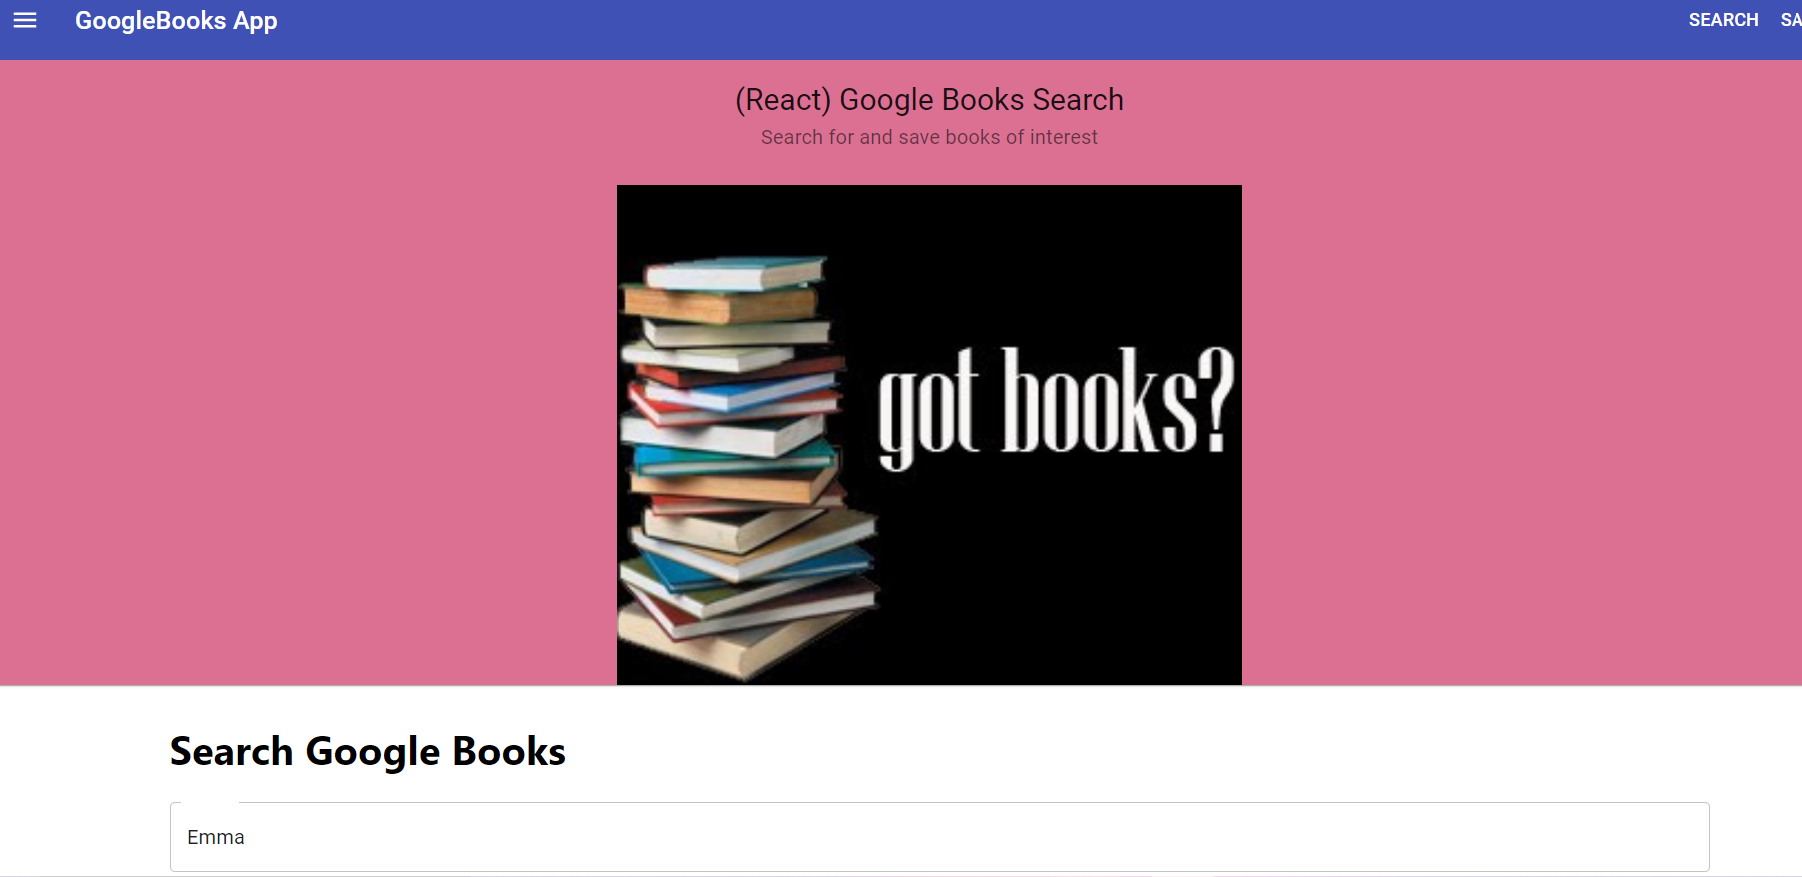 GoogleBooks App
SEARCH
(React) Google Books Search
Search for and save books of interest
got books?
Search Google Books
Emma